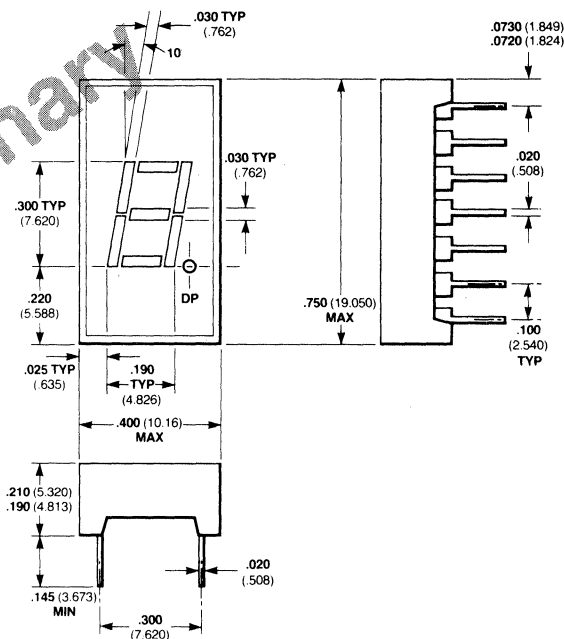 .030 TYP
(.762)
10
.0730 (1.849)
.0720 (1.824)
nary
.030 TYP
(.762)
.020
(.508)
.300 TYP
(7.620)
.220
(5.588)
DP
.750 (19.050)
MAX
.100
(2.540)
TYP
.025 TYP
(.635)
.190
TYP
(4.826)
.400 (10.16)
MAX
.210 (5.320)
.190 (4.813)
.145 (3.673)
MIN
.020
(.508)
.300
(7.620)